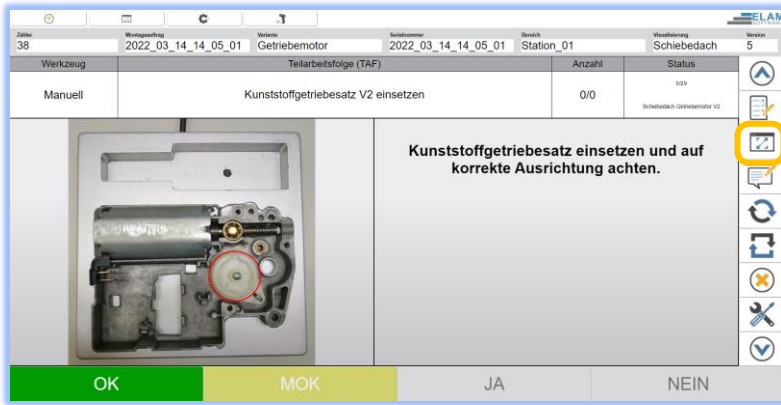 ELAM
SOFTWARE
Zähler
Montageauftrag
Variante
Serialnummer
Bereich
Visualisierung
Version
38
2022_03_14_14_05_01
Getriebemotor
2022_03_14_14_05_01
Station_01
Schiebedach
5
Werkzeug
Teilarbeitsfolge (TAF)
Anzahl
Status
Manuell
Kunststoffgetriebesatz V2 einsetzen
0/0
5/29
Schiebedach Getriebemotor V2
Kunststoffgetriebesatz einsetzen und auf
korrekte Ausrichtung achten.
OK
MOK
JA
NEIN